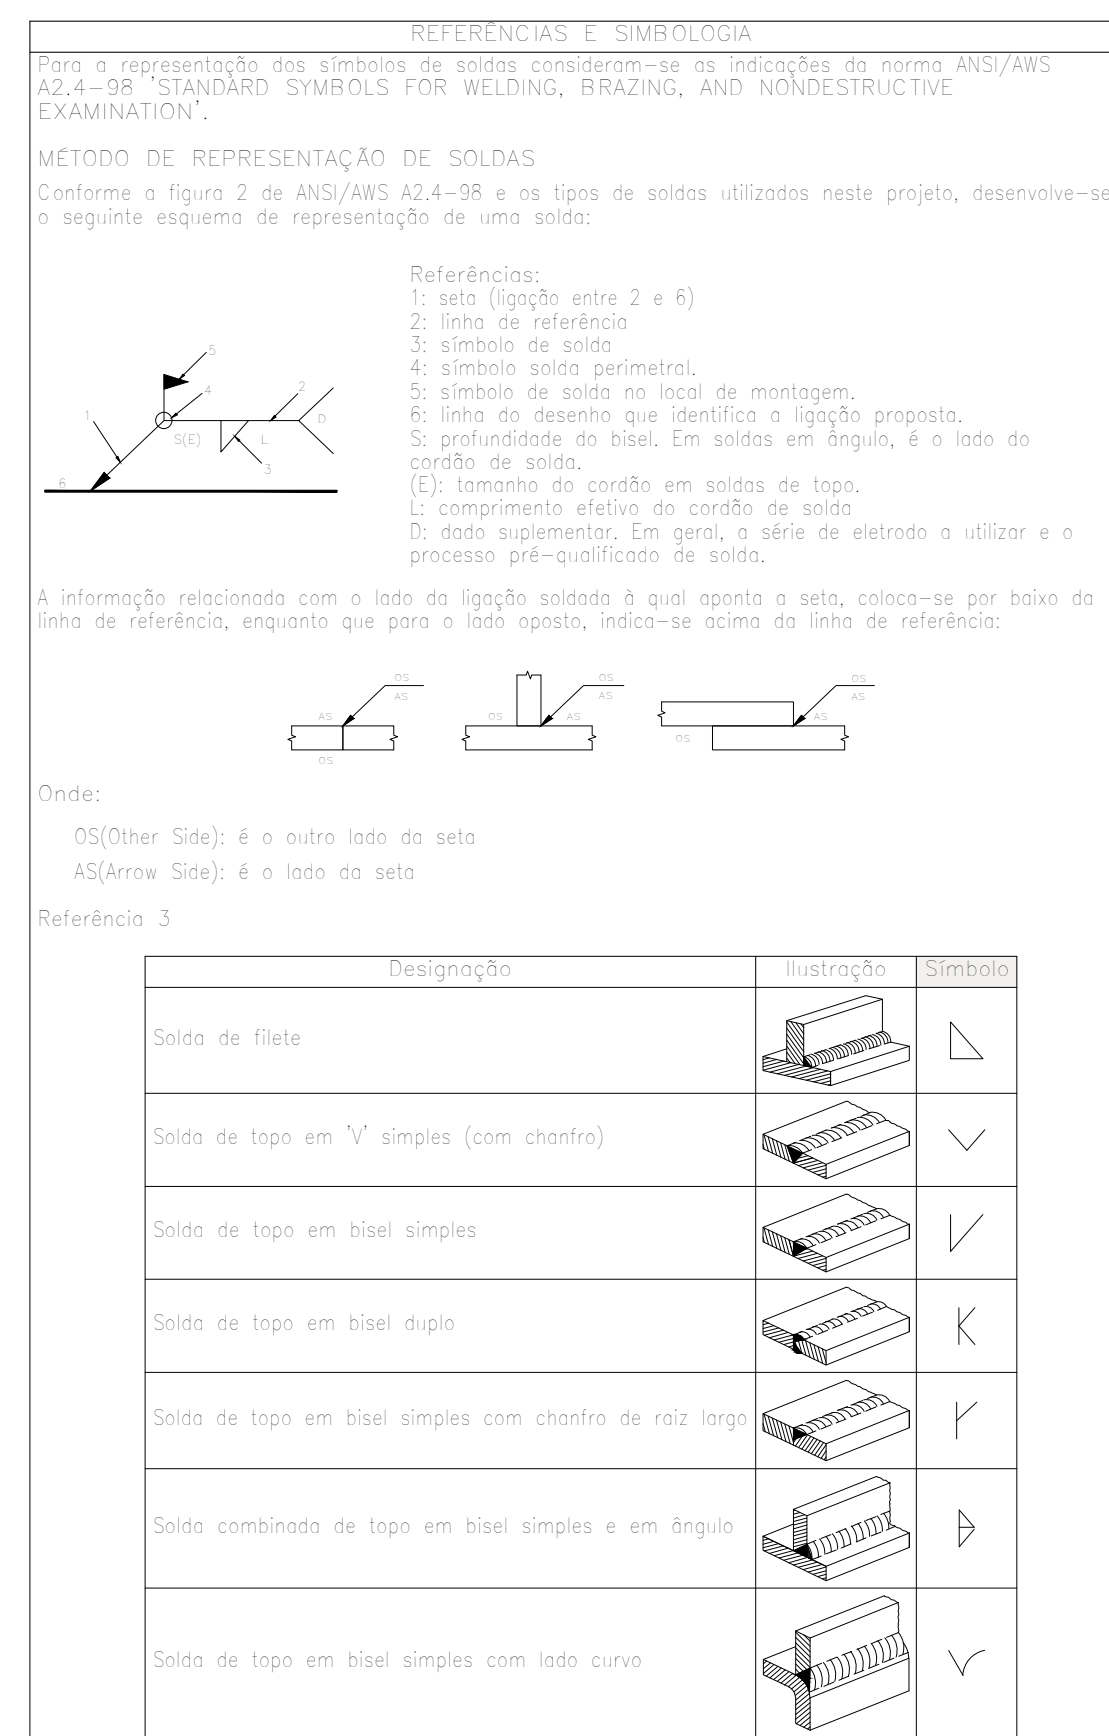 REFERÊNCIAS E SIMBOLOGIA
Para a representação dos símbolos de soldas consideram-se as indicações da norma ANSI/AWS
A2.4-98 'STANDARD SYMBOLS FOR WELDING, BRAZING, AND NONDESTRUCTIVE
EXAMINATION'.
MÉTODO DE REPRESENTAÇÃO DE SOLDAS
Conforme a figura 2 de ANSI/AWS A2.4-98 e os tipos de soldas utilizados neste projeto, desenvolve-se
o seguinte esquema de representação de uma solda:
5
4
2
1
S(E)
L
D
3
6
Referências:
1: seta (ligação entre 2 e 6)
2: linha de referência
3: símbolo de solda
4: símbolo solda perimetral.
5: símbolo de solda no local de montagem.
6: linha do desenho que identifica a ligação proposta.
S: profundidade do bisel. Em soldas em ângulo, é o lado do
cordão de solda.
(E): tamanho do cordão em soldas de topo.
L: comprimento efetivo do cordão de solda
D: dado suplementar. Em geral, a série de eletrodo a utilizar e o
processo pré-qualificado de solda.
A informação relacionada com o lado da ligação soldada à qual aponta a seta, coloca-se por baixo da
linha de referência, enquanto que para o lado oposto, indica-se acima da linha de referência:
OS OS OS
AS AS AS
AS OS AS AS
OS OS
Onde:
OS(Other Side): é o outro lado da seta
AS(Arrow Side): é o lado da seta
Referência 3
Designação Ilustração Símbolo
Solda de filete
Solda de topo em 'V' simples (com chanfro)
Solda de topo em bisel simples
Solda de topo em bisel duplo
Solda de topo em bisel simples com chanfro de raiz largo
Solda combinada de topo em bisel simples e em ângulo
Solda de topo em bisel simples com lado curvo